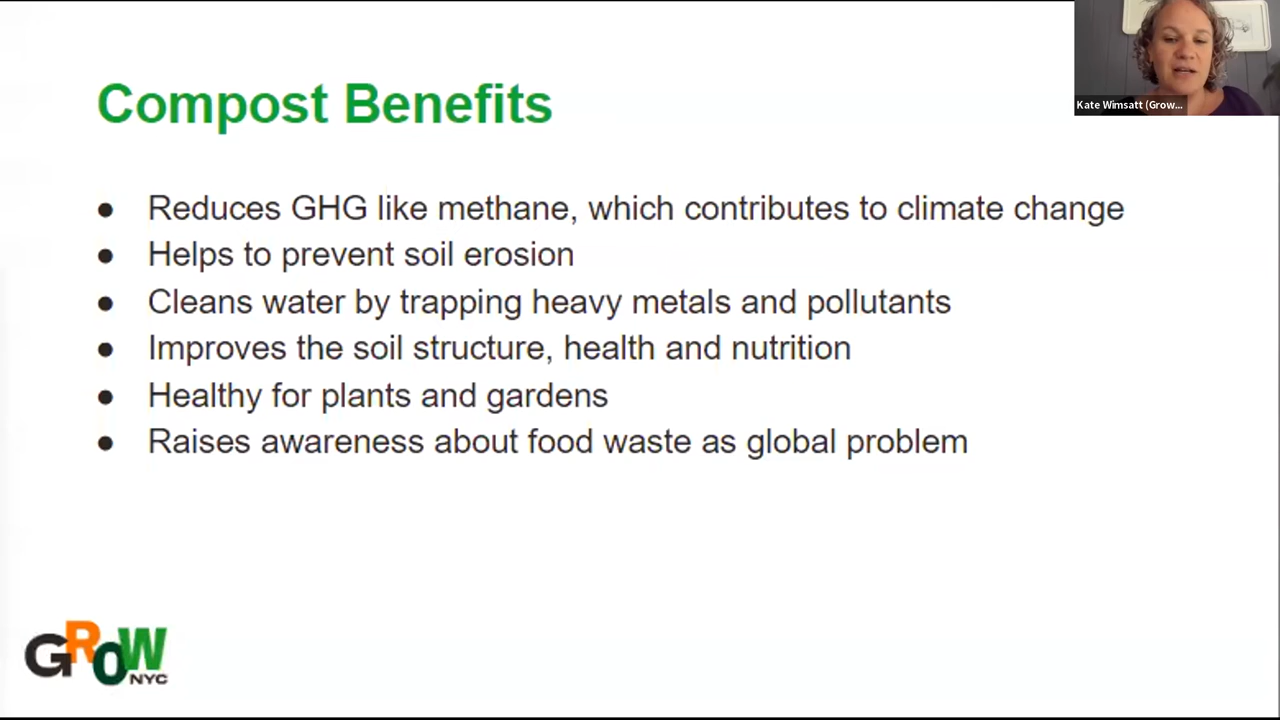 Compost Benefits
Kate Wimsatt (Grow...
● Reduces GHG like methane, which contributes to climate change
● Helps to prevent soil erosion
● Cleans water by trapping heavy metals and pollutants
● Improves the soil structure, health and nutrition
● Healthy for plants and gardens
● Raises awareness about food waste as global problem
GROW
NYC